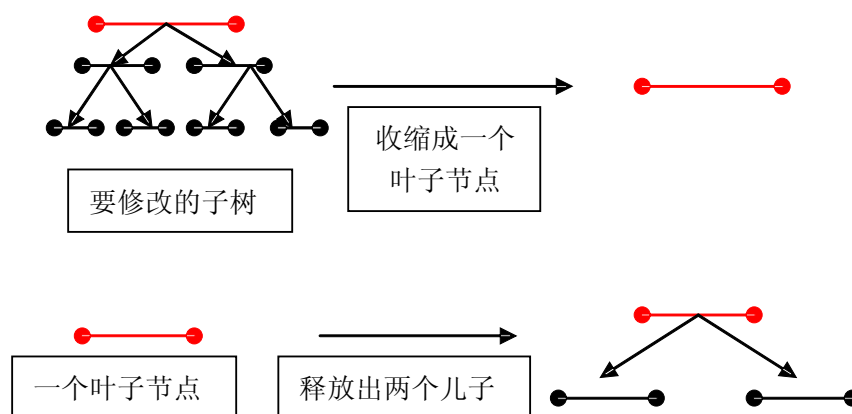 收缩成一个
叶子节点
要修改的子树
一个叶子节点
释放出两个儿子